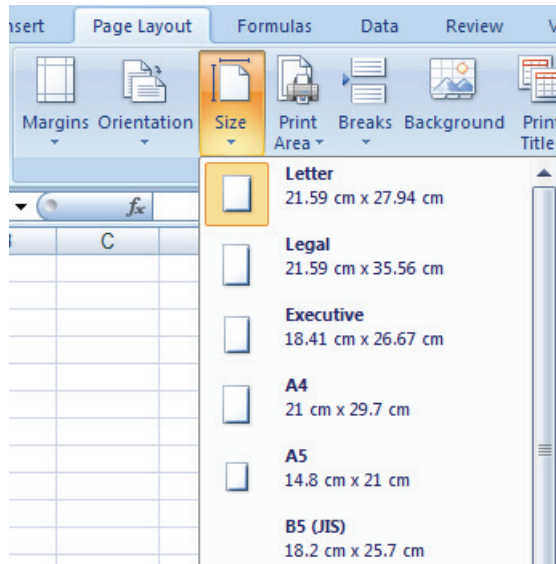 nsert Page Layout Formulas Data Review
Margins Orientation Size Print Area Breaks Background Print Title
fx
C
Letter
21.59 cm x 27.94 cm
Legal
21.59 cm x 35.56 cm
Executive
18.41 cm x 26.67 cm
A4
21 cm x 29.7 cm
A5
14.8 cm x 21 cm
B5 (JIS)
18.2 cm x 25.7 cm